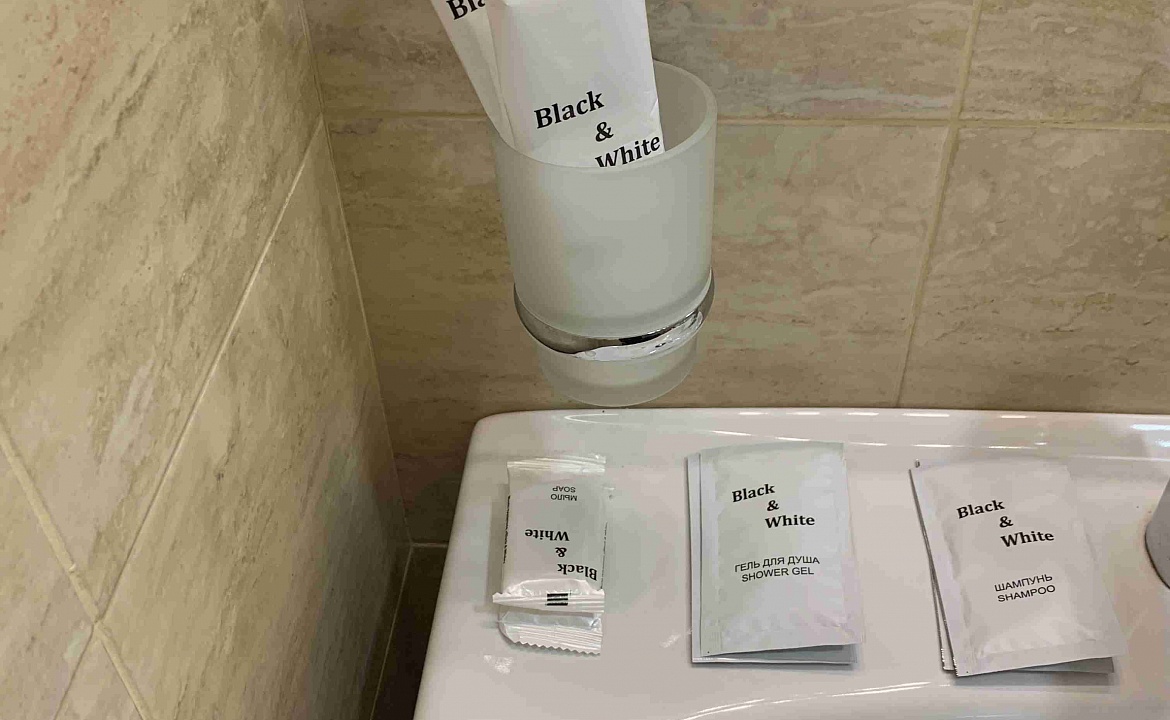 Black
&
White
МЫЛО
SOAP
Black
&
White
Black
&
White
ГЕЛЬ ДЛЯ ДУША
SHOWER GEL
Black
&
White
ШАМПУНЬ
SHAMPOO